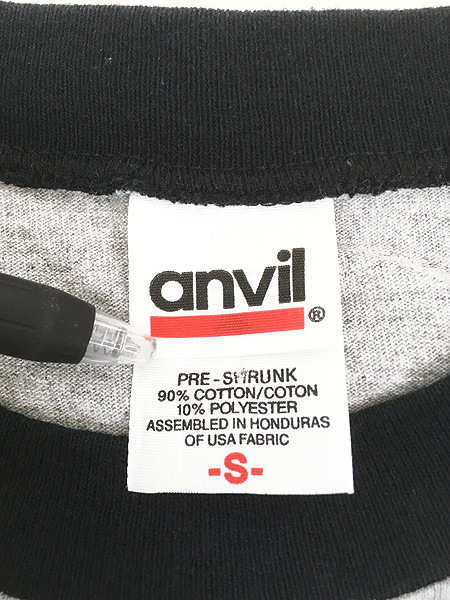 anvil
®
PRE-SHRUNK
90% COTTON/COTON
10% POLYESTER
ASSEMBLED IN HONDURAS
OF USA FABRIC
-S-